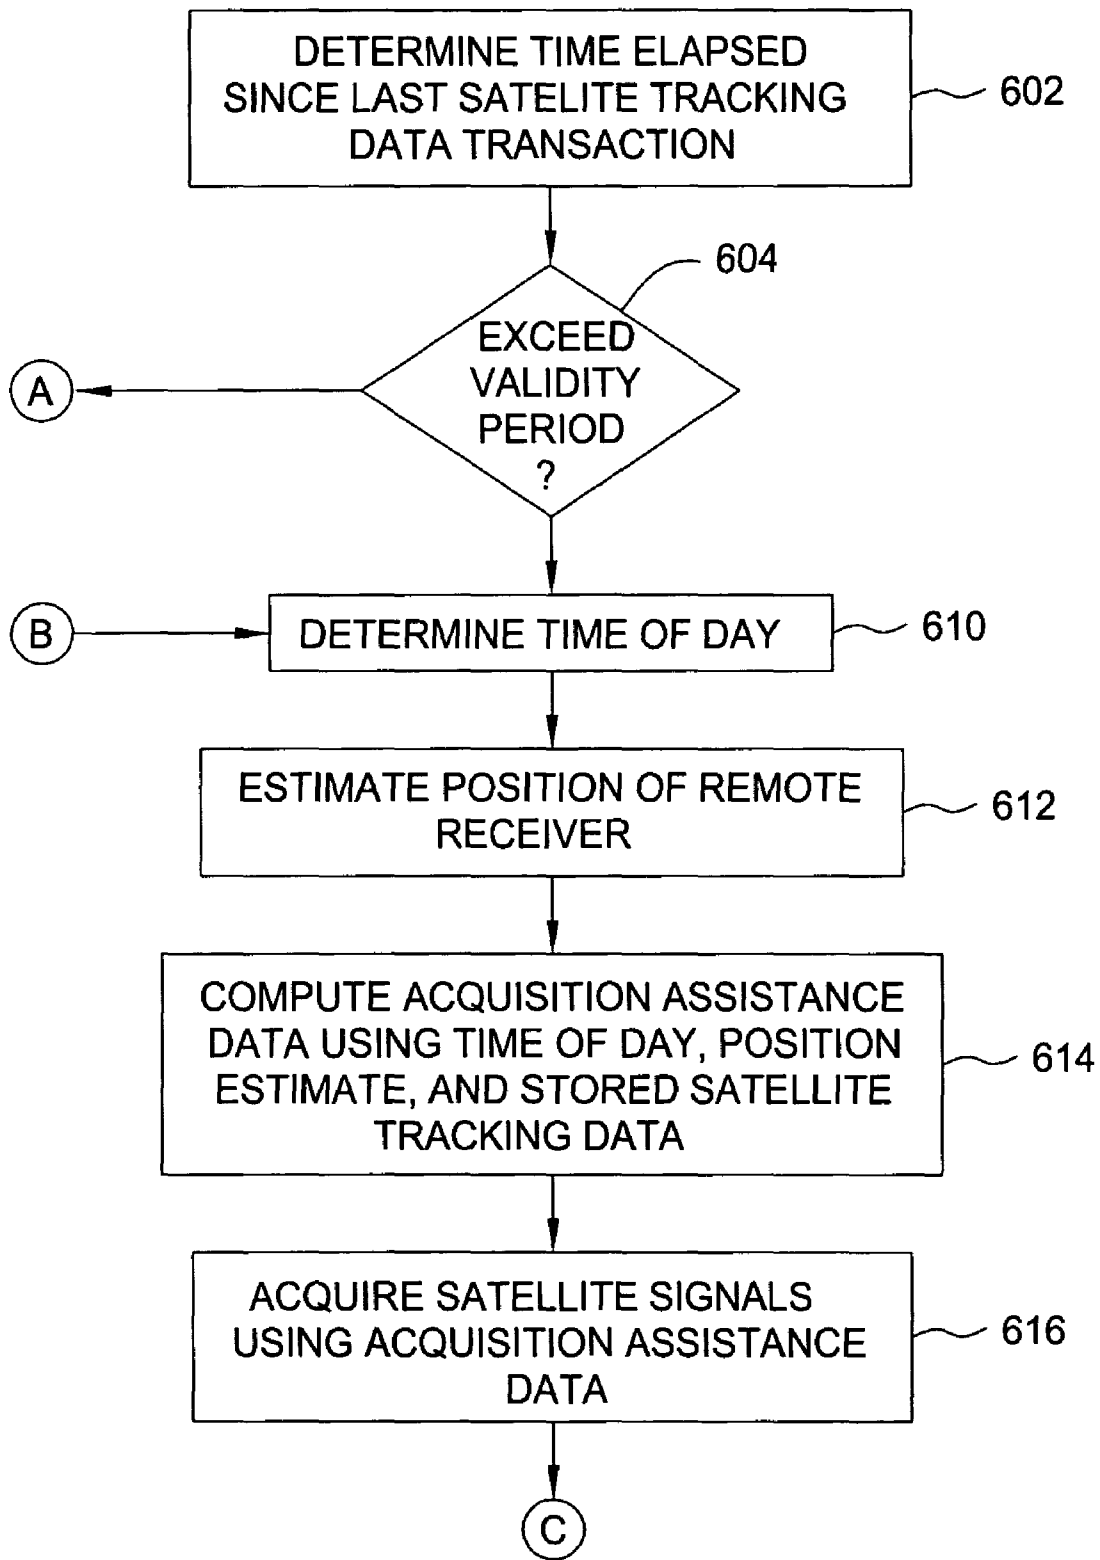 DETERMINE TIME ELAPSED
SINCE LAST SATELITE TRACKING
DATA TRANSACTION
602
604
EXCEED
VALIDITY
PERIOD
?
A
B
DETERMINE TIME OF DAY
610
ESTIMATE POSITION OF REMOTE
RECEIVER
612
COMPUTE ACQUISITION ASSISTANCE
DATA USING TIME OF DAY, POSITION
ESTIMATE, AND STORED SATELLITE
TRACKING DATA
614
ACQUIRE SATELLITE SIGNALS
USING ACQUISITION ASSISTANCE
DATA
616
C